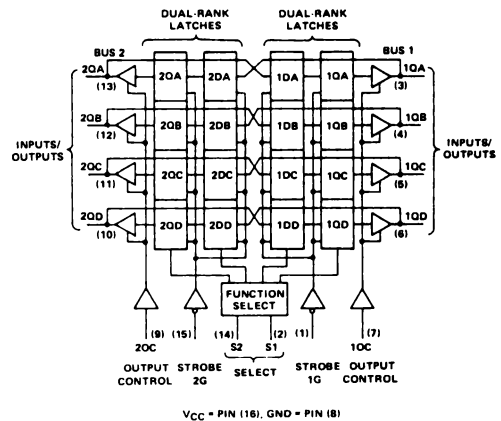 DUAL-RANK LATCHES
DUAL-RANK LATCHES
BUS 2
BUS 1
2QA
2QA
2DA
1DA
1QA
1QA
(13)
(3)
2QB
2QB
2DB
1DB
1QB
1QB
(12)
(4)
INPUTS/ OUTPUTS
INPUTS/ OUTPUTS
2QC
2QC
2DC
1DC
1QC
1QC
(11)
(5)
2QD
2QD
2DD
1DD
1QD
1QD
(10)
(6)
FUNCTION SELECT
(9)
(15)
(14)
(2)
(1)
(7)
2OC
S2
S1
1OC
OUTPUT CONTROL
STROBE 2G
SELECT
STROBE 1G
OUTPUT CONTROL
VCC = PIN (16), GND = PIN (8)